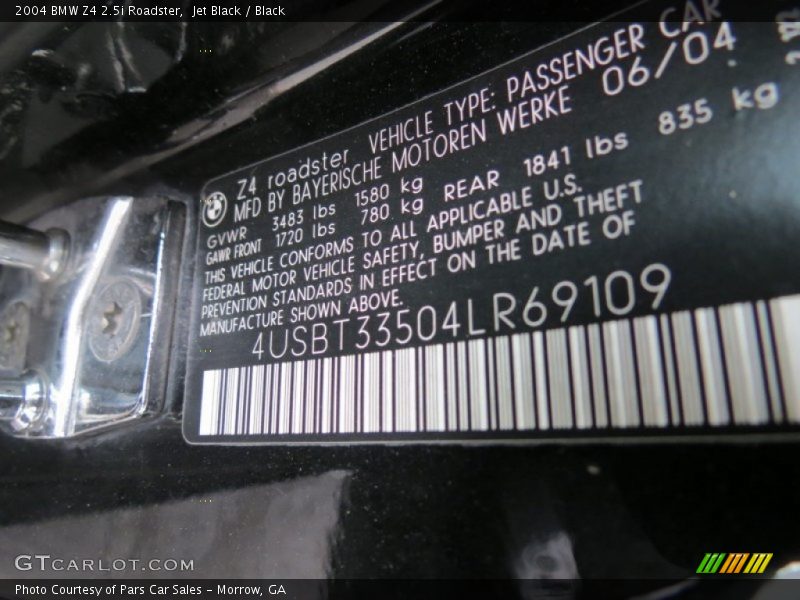 2004 BMW Z4 2.5i Roadster, Jet Black / Black
Z4 roadster VEHICLE TYPE: PASSENGER CAR
MFD BY BAYERISCHE MOTOREN WERKE 06/04
GVWR 3483 lbs 1580 kg
GAWR FRONT 1720 lbs 780 kg REAR 1841 lbs 835 kg
THIS VEHICLE CONFORMS TO ALL APPLICABLE U.S.
FEDERAL MOTOR VEHICLE SAFETY, BUMPER AND THEFT
PREVENTION STANDARDS IN EFFECT ON THE DATE OF
MANUFACTURE SHOWN ABOVE.
4USBT33504LR69109
GTCARLOT.COM
Photo Courtesy of Pars Car Sales - Morrow, GA